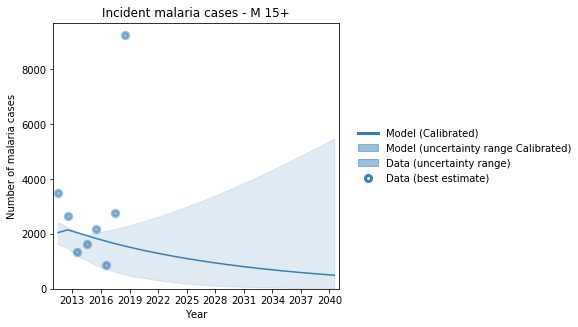 Incident malaria cases - M 15+
8000
6000
4000
2000
0
Number of malaria cases
2013 2016 2019 2022 2025 2028 2031 2034 2037 2040
Year
Model (Calibrated)
Model (uncertainty range Calibrated)
Data (uncertainty range)
Data (best estimate)